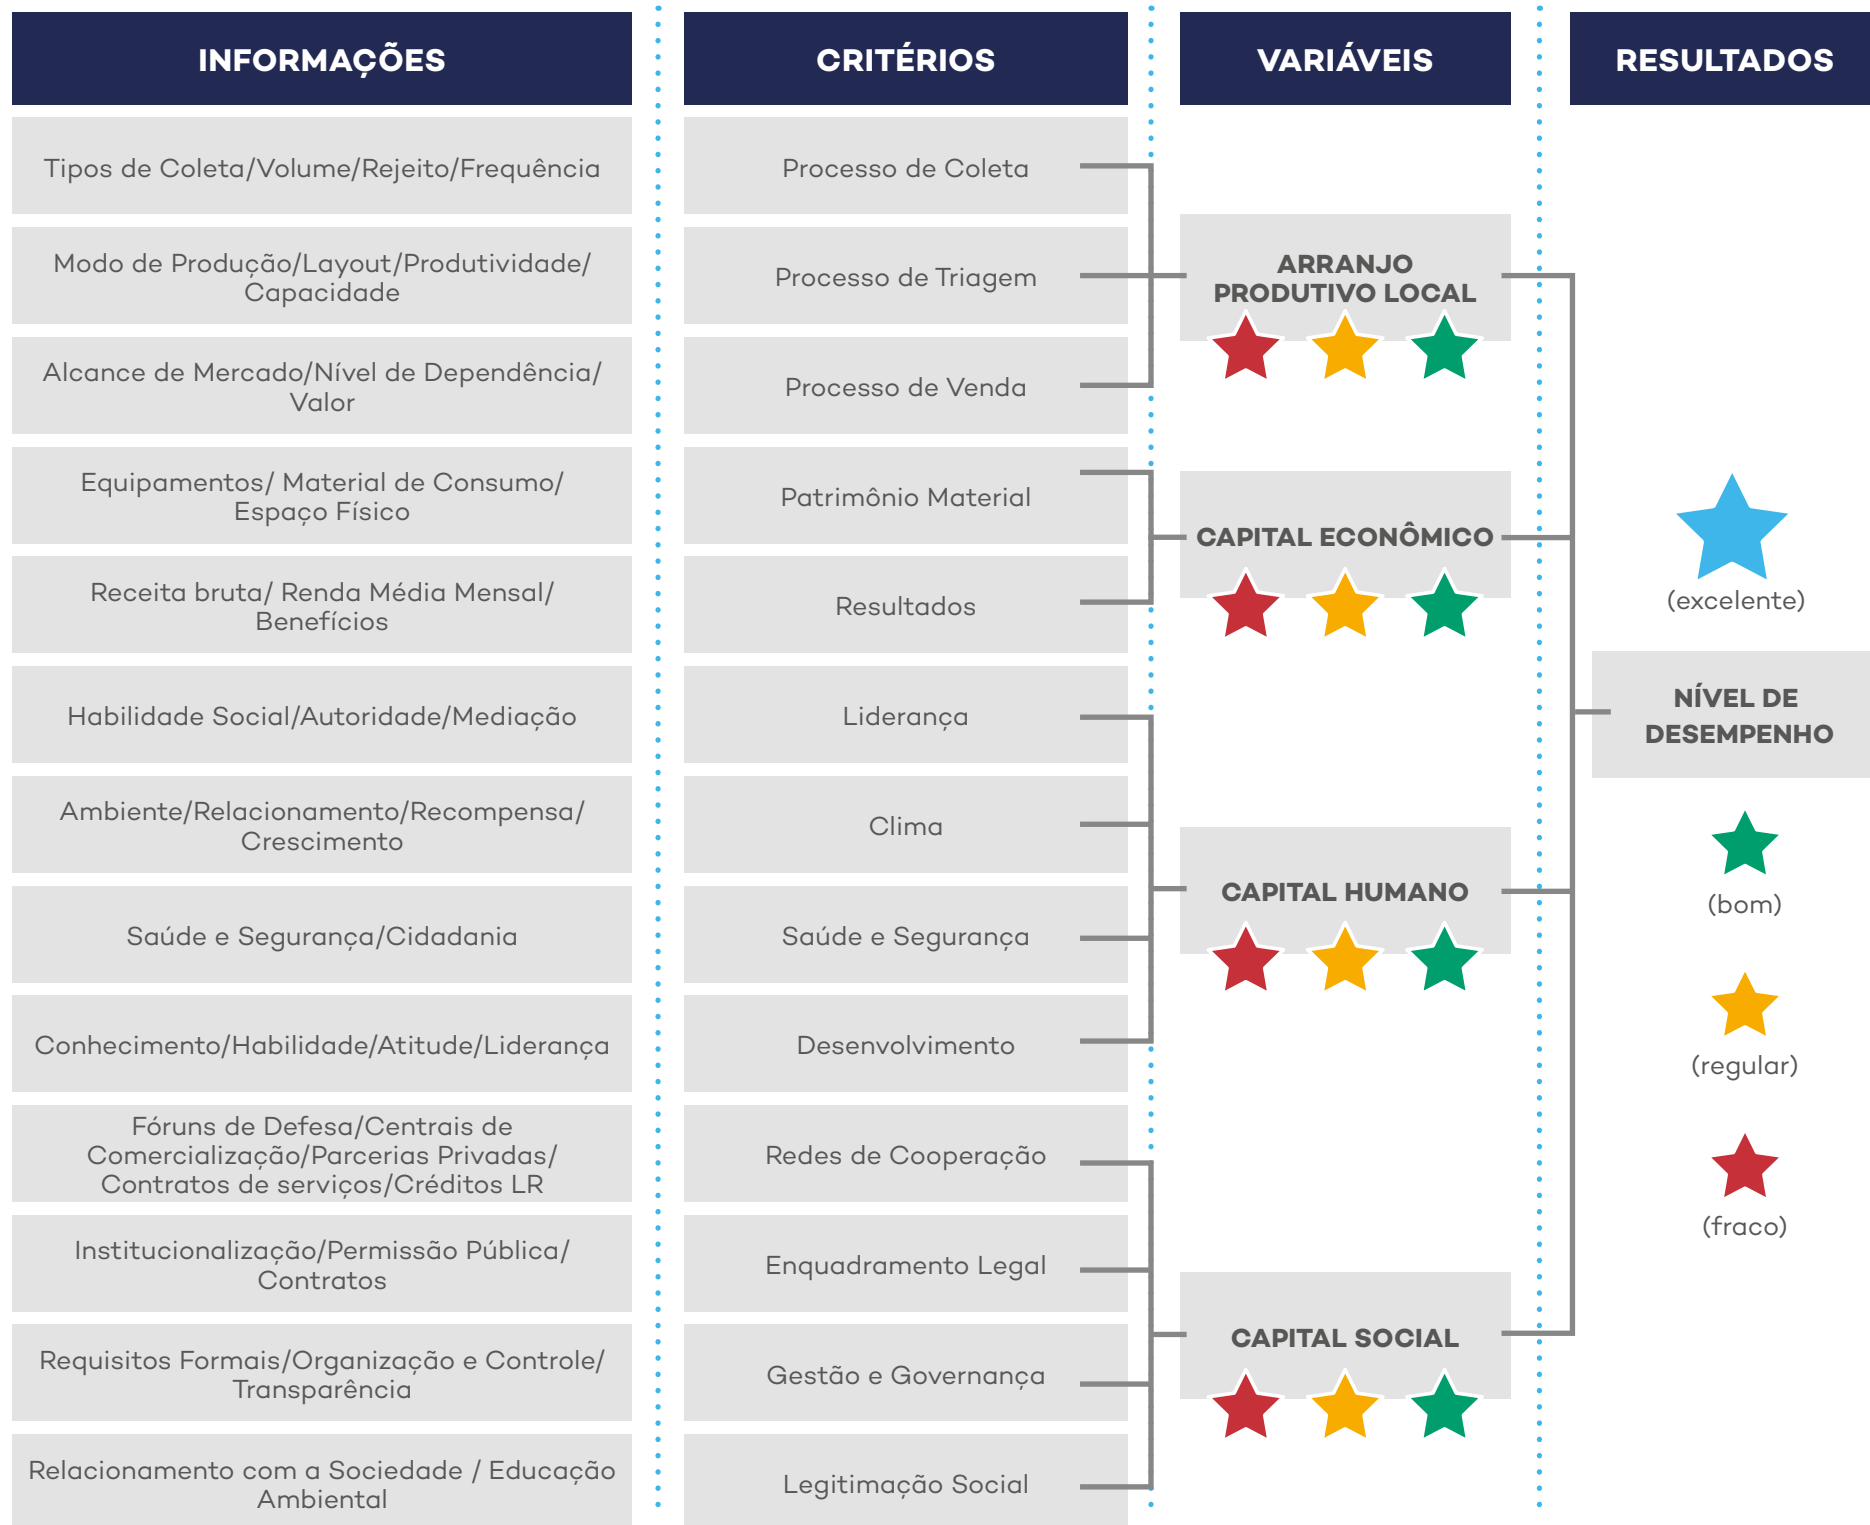 INFORMAÇÕES
CRITÉRIOS
VARIÁVEIS
RESULTADOS
Tipos de Coleta/Volume/Rejeito/Frequência
Modo de Produção/Layout/Produtividade/
Capacidade
Alcance de Mercado/Nível de Dependência/
Valor
Equipamentos/ Material de Consumo/
Espaço Físico
Receita bruta/ Renda Média Mensal/
Benefícios
Habilidade Social/Autoridade/Mediação
Ambiente/Relacionamento/Recompensa/
Crescimento
Saúde e Segurança/Cidadania
Conhecimento/Habilidade/Atitude/Liderança
Fóruns de Defesa/Centrais de
Comercialização/Parcerias Privadas/
Contratos de serviços/Créditos LR
Institucionalização/Permissão Pública/
Contratos
Requisitos Formais/Organização e Controle/
Transparência
Relacionamento com a Sociedade / Educação
Ambiental
Processo de Coleta
Processo de Triagem
Processo de Venda
Patrimônio Material
Resultados
Liderança
Clima
Saúde e Segurança
Desenvolvimento
Redes de Cooperação
Enquadramento Legal
Gestão e Governança
Legitimação Social
ARRANJO
PRODUTIVO LOCAL
CAPITAL ECONÔMICO
CAPITAL HUMANO
CAPITAL SOCIAL
(excelente)
NÍVEL DE
DESEMPENHO
(bom)
(regular)
(fraco)